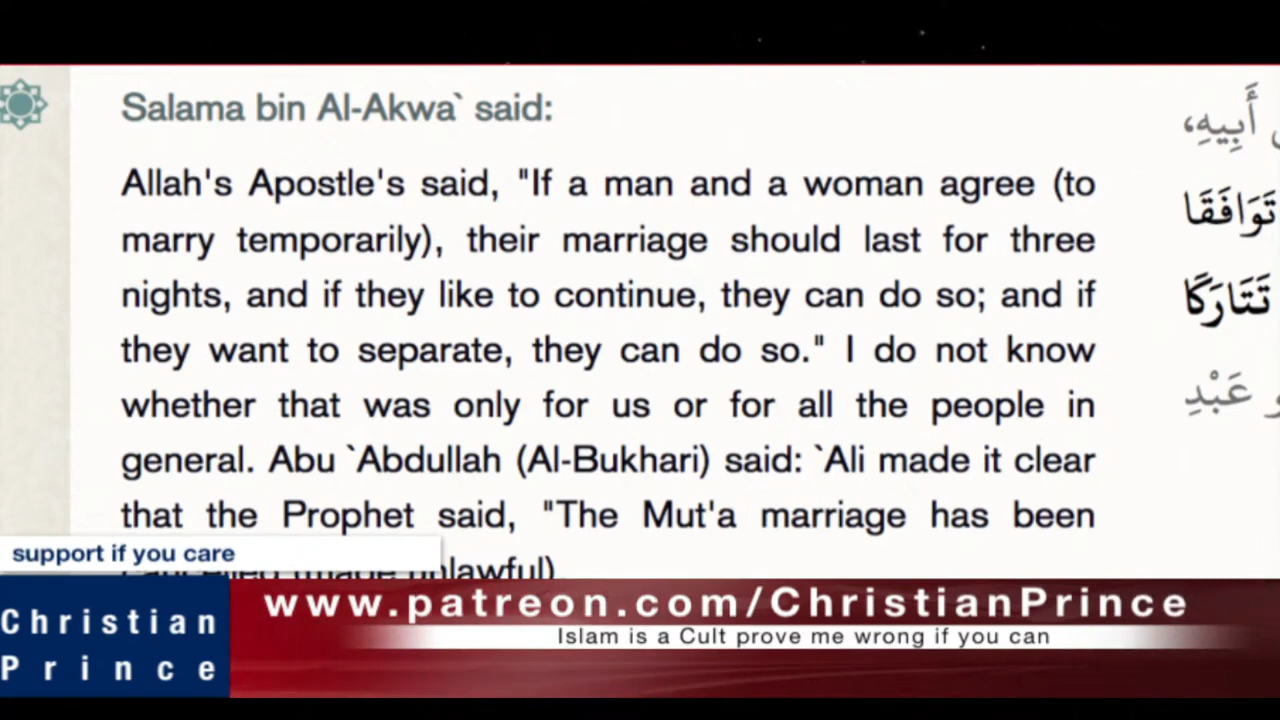 Salama bin Al-Akwa` said:
Allah's Apostle's said, "If a man and a woman agree (to
marry temporarily), their marriage should last for three
nights, and if they like to continue, they can do so; and if
they want to separate, they can do so." I do not know
whether that was only for us or for all the people in
general. Abu `Abdullah (Al-Bukhari) said: `Ali made it clear
that the Prophet said, "The Mut'a marriage has been
cancelled (made unlawful).
أَبِيهِ،
تَوَافَقَا
تَتَارَكَا
عَبْدِ
support if you care
Christian
Prince
www.patreon.com/ChristianPrince
Islam is a Cult prove me wrong if you can